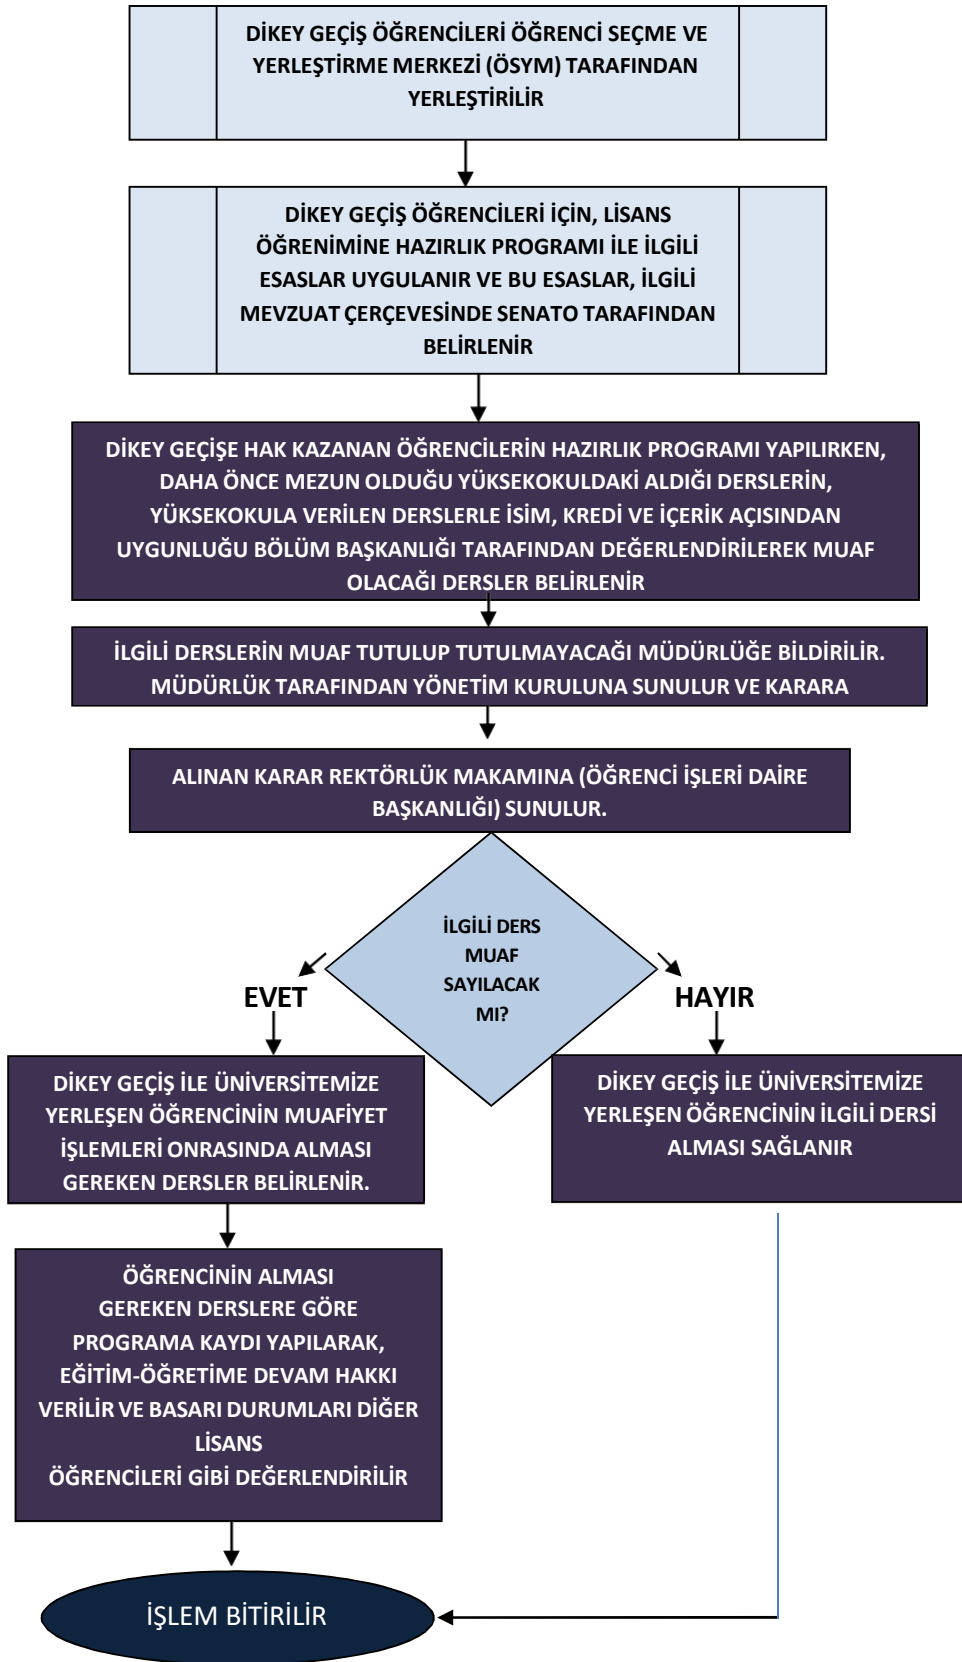 DİKEY GEÇİŞ ÖĞRENCİLERİ ÖĞRENCİ SEÇME VE
YERLEŞTİRME MERKEZİ (ÖSYM) TARAFINDAN
YERLEŞTİRİLİR
DİKEY GEÇİŞ ÖĞRENCİLERİ İÇİN, LİSANS
ÖĞRENİMİNE HAZIRLIK PROGRAMI İLE İLGİLİ
ESASLAR UYGULANIR VE BU ESASLAR, İLGİLİ
MEVZUAT ÇERÇEVESİNDE SENATO TARAFINDAN
BELİRLENİR
DİKEY GEÇİŞE HAK KAZANAN ÖĞRENCİLERİN HAZIRLIK PROGRAMI YAPILIRKEN,
DAHA ÖNCE MEZUN OLDUĞU YÜKSEKOKULDAKİ ALDIĞI DERSLERİN,
YÜKSEKOKULA VERİLEN DERSLERLE İSİM, KREDİ VE İÇERİK AÇISINDAN
UYGUNLUĞU BÖLÜM BAŞKANLIĞI TARAFINDAN DEĞERLENDİRİLEREK MUAF
OLACAĞI DERSLER BELİRLENİR
İLGİLİ DERSLERİN MUAF TUTULUP TUTULMAYACAĞI MÜDÜRLÜĞE BİLDİRİLİR.
MÜDÜRLÜK TARAFINDAN YÖNETİM KURULUNA SUNULUR VE KARARA
ALINAN KARAR REKTÖRLÜK MAKAMINA (ÖĞRENCİ İŞLERİ DAİRE
BAŞKANLIĞI) SUNULUR.
İLGİLİ DERS
MUAF
SAYILACAK
MI?
EVET
HAYIR
DİKEY GEÇİŞ İLE ÜNİVERSİTEMİZE
YERLEŞEN ÖĞRENCİNİN MUAFİYET
İŞLEMLERİ ONRASINDA ALMASI
GEREKEN DERSLER BELİRLENİR.
DİKEY GEÇİŞ İLE ÜNİVERSİTEMİZE
YERLEŞEN ÖĞRENCİNİN İLGİLİ DERSİ
ALMASI SAĞLANIR
ÖĞRENCİNİN ALMASI
GEREKEN DERSLERE GÖRE
PROGRAMA KAYDI YAPILARAK,
EĞİTİM-ÖĞRETİME DEVAM HAKKI
VERİLİR VE BASARI DURUMLARI DİĞER
LİSANS
ÖĞRENCİLERİ GİBİ DEĞERLENDİRİLİR
İŞLEM BİTİRİLİR